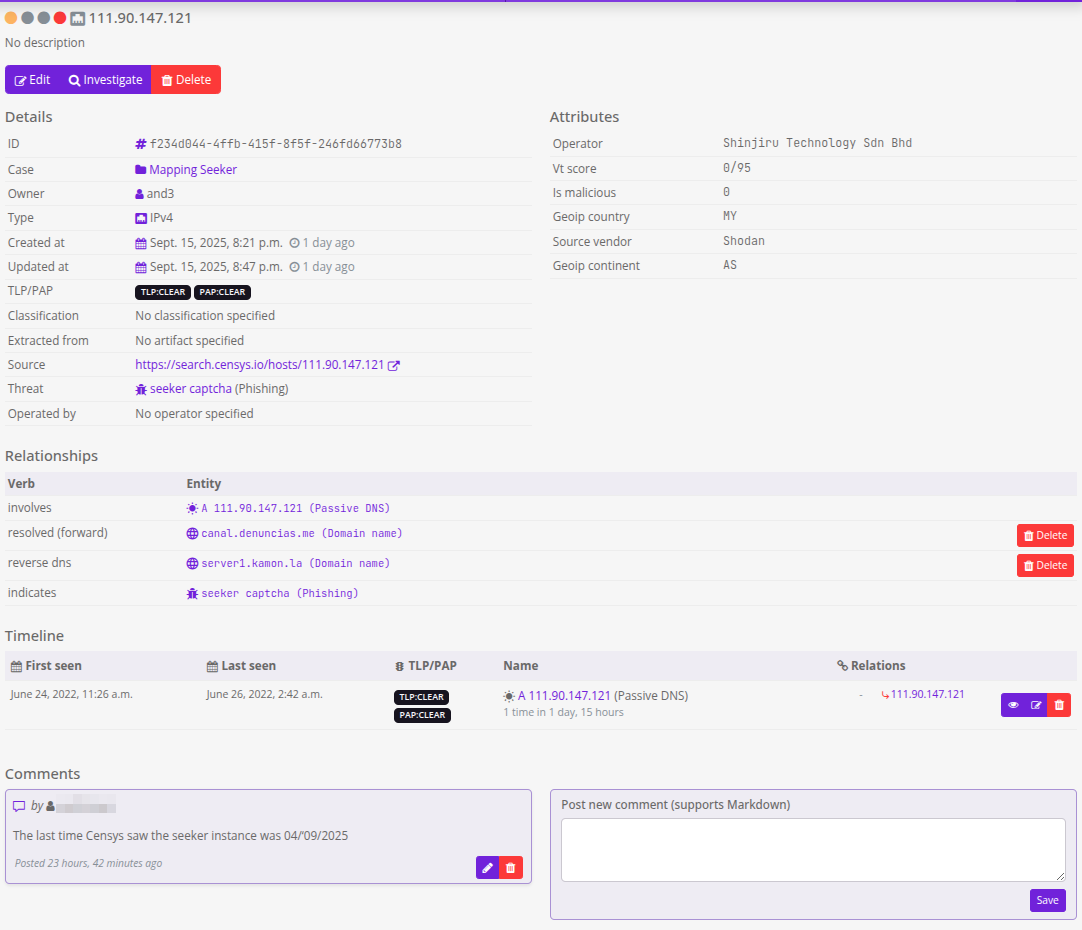 111.90.147.121
No description
Edit Investigate Delete
Details
ID # f234d044-4ffb-415f-8f5f-246fd66773b8
Case Mapping Seeker
Owner and3
Type IPv4
Created at Sept. 15, 2025, 8:21 p.m. 1 day ago
Updated at Sept. 15, 2025, 8:47 p.m. 1 day ago
TLP/PAP TLP:CLEAR PAP:CLEAR
Classification No classification specified
Extracted from No artifact specified
Source https://search.censys.io/hosts/111.90.147.121
Threat seeker captcha (Phishing)
Operated by No operator specified
Attributes
Operator Shinjiru Technology Sdn Bhd
Vt score 0/95
Is malicious 0
Geoip country MY
Source vendor Shodan
Geoip continent AS
Relationships
Verb Entity
involves A 111.90.147.121 (Passive DNS)
resolved (forward) canal.denuncias.me (Domain name) Delete
reverse dns server1.kamon.la (Domain name) Delete
indicates seeker captcha (Phishing)
Timeline
First seen Last seen TLP/PAP Name Relations
June 24, 2022, 11:26 a.m. June 26, 2022, 2:42 a.m. TLP:CLEAR A 111.90.147.121 (Passive DNS) - 111.90.147.121
PAP:CLEAR 1 time in 1 day, 15 hours
Comments
by
The last time Censys saw the seeker instance was 04/'09/2025
Posted 23 hours, 42 minutes ago
Post new comment (supports Markdown)
Save